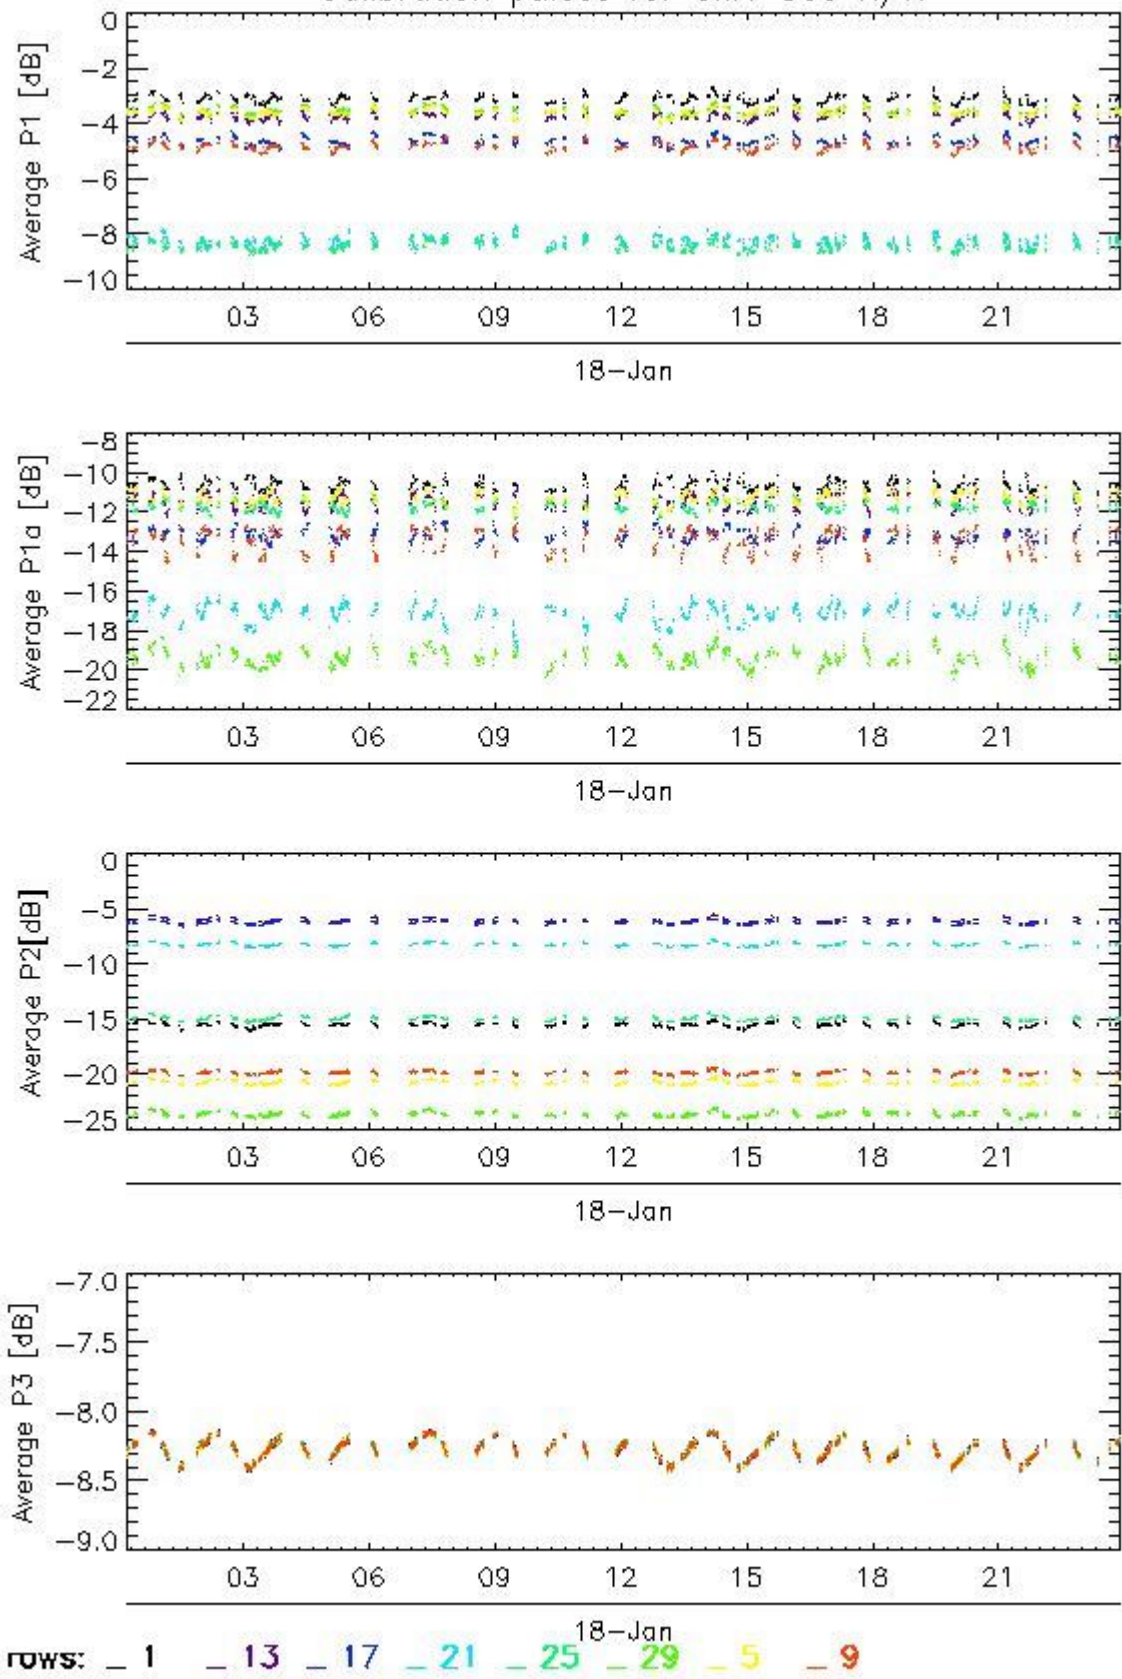 0
-2
-4
-6
-8
-10
Average P1 [dB]
03 06 09 12 15 18 21
18-Jan
-8
-10
-12
-14
-16
-18
-20
-22
Average P1a [dB]
03 06 09 12 15 18 21
18-Jan
0
-5
-10
-15
-20
-25
Average P2[dB]
03 06 09 12 15 18 21
18-Jan
-7.0
-7.5
-8.0
-8.5
-9.0
Average P3 [dB]
03 06 09 12 15 18 21
18-Jan
rows: _ 1 _ 13 _ 17 _ 21 _ 25 _ 29 _ 5 _ 9